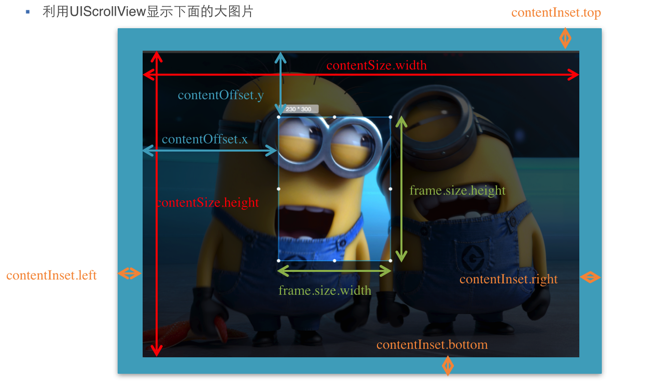 ▪ 利用UIScrollView显示下面的大图片
contentInset.top
contentSize.width
contentOffset.y
230 * 300
contentOffset.x
frame.size.height
contentSize.height
contentInset.left
contentInset.right
frame.size.width
contentInset.bottom